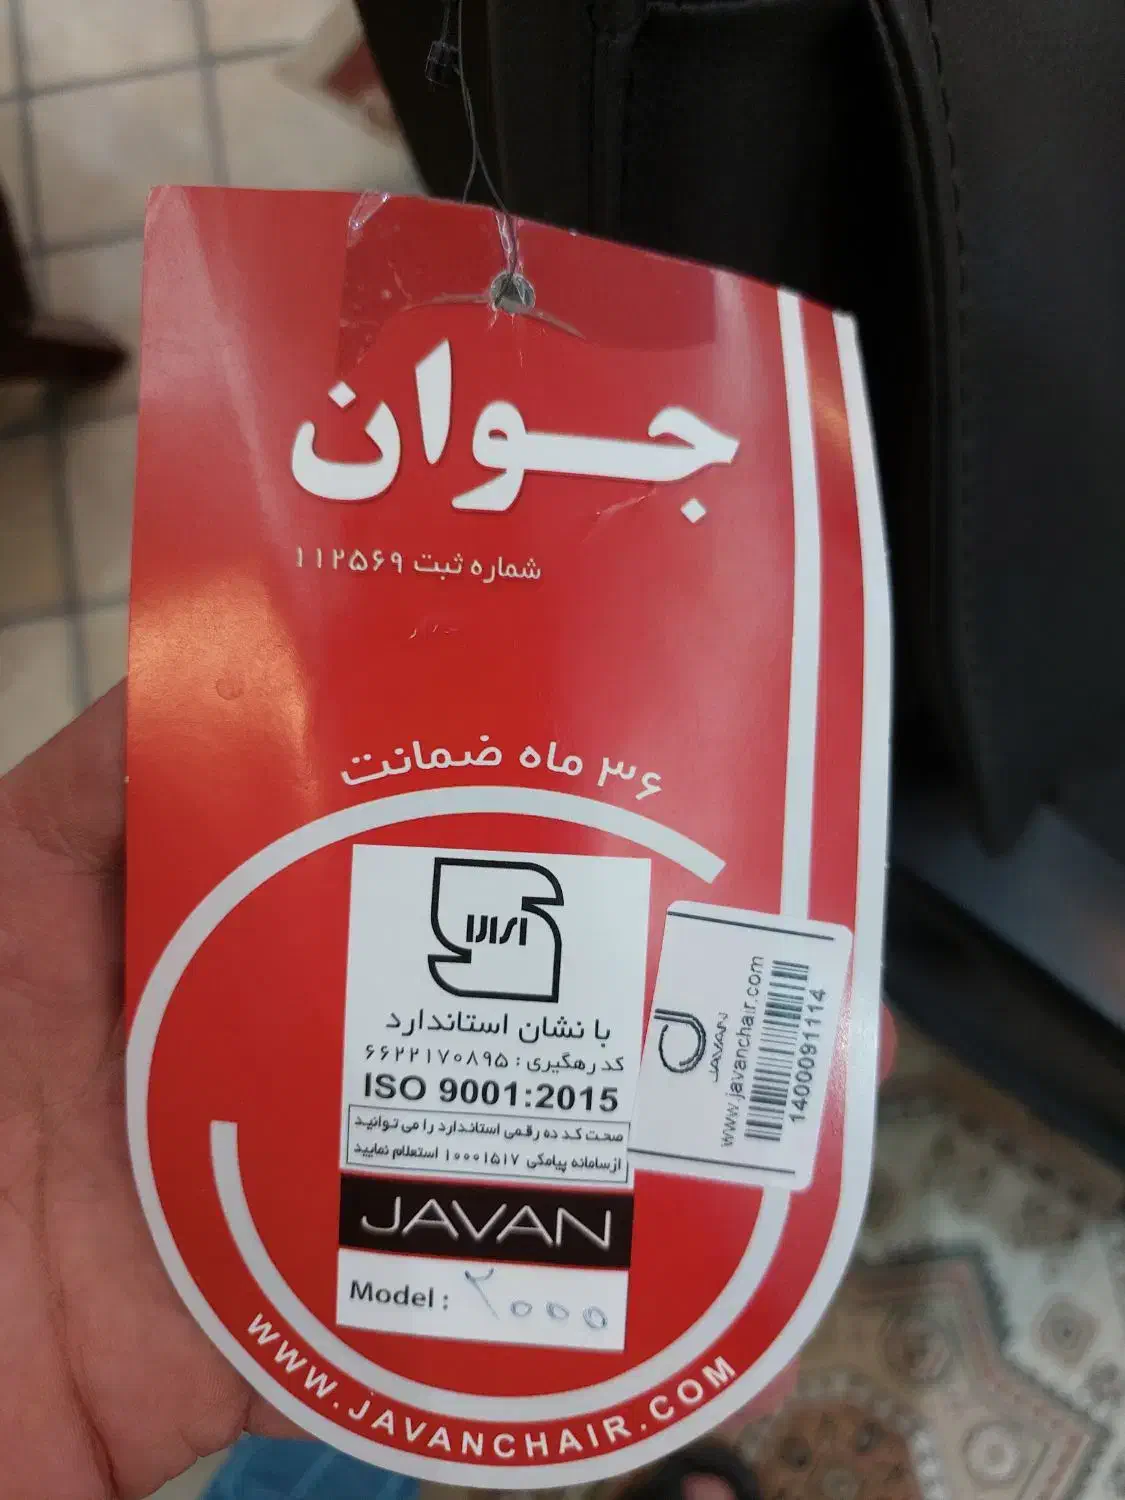 جوان
شماره ثبت ۱۱۲۵۶۹
۳۶ ماه ضمانت
با نشان استاندارد
کد رهگیری : ۶۶۲۲۱۷۰۸۹۵
ISO 9001:2015
صحت کد ده رقمی استاندارد را می توانید
از سامانه پیامکی ۱۰۰۰۱۵۱۷ استعلام نمایید
JAVAN
Model : ۲۰۰۰
WWW.JAVANCHAIR.COM
JAVAN
www.javanchair.com
1400091114